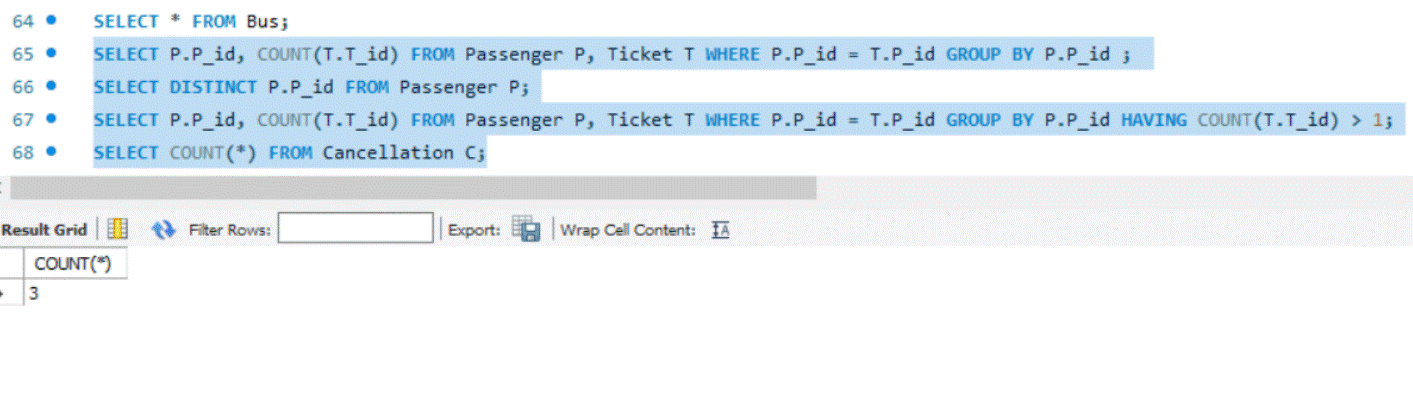 64 SELECT * FROM Bus;
65 SELECT P.P_id, COUNT(T.T_id) FROM Passenger P, Ticket T WHERE P.P_id = T.P_id GROUP BY P.P_id ;
66 SELECT DISTINCT P.P_id FROM Passenger P;
67 SELECT P.P_id, COUNT(T.T_id) FROM Passenger P, Ticket T WHERE P.P_id = T.P_id GROUP BY P.P_id HAVING COUNT(T.T_id) > 1;
68 SELECT COUNT(*) FROM Cancellation C;
Result Grid Filter Rows: Export: Wrap Cell Content: IA
COUNT(*)
3